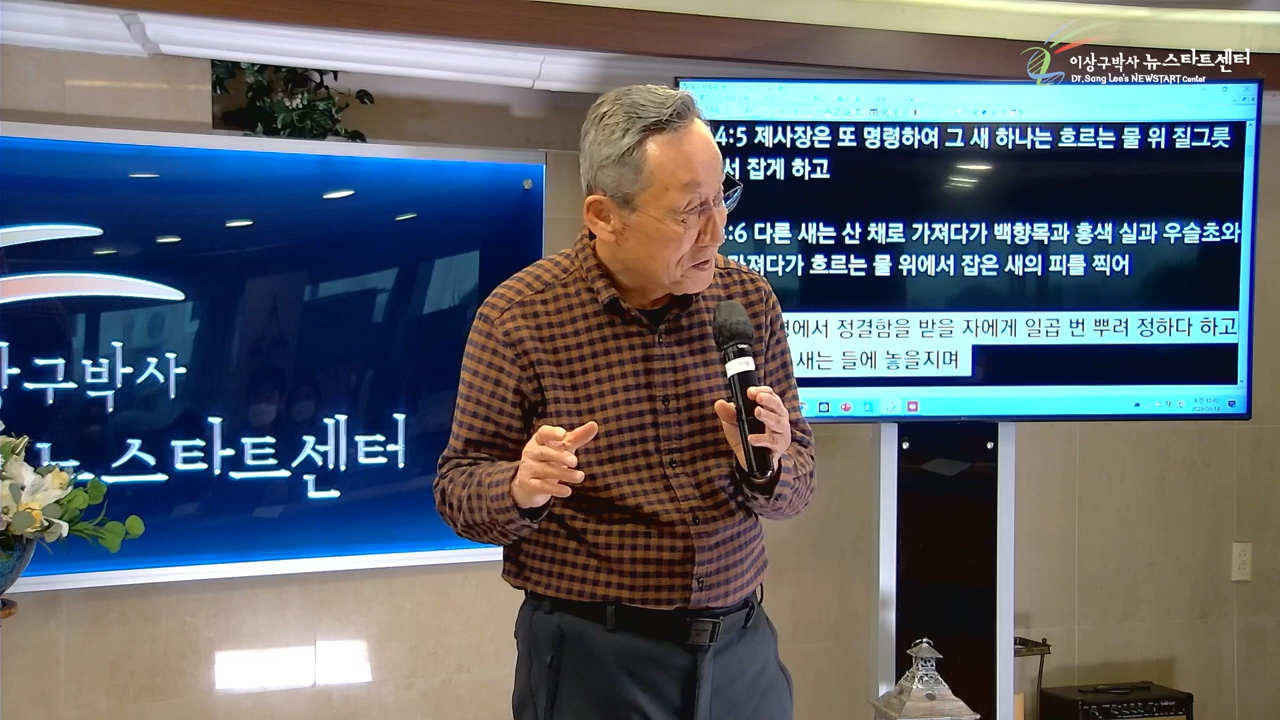 이상구박사 뉴스타트센터
Dr. Sang Lee's NEWSTART Center
4:5 제사장은 또 명령하여 그 새 하나는 흐르는 물 위 질그릇
서 잡게 하고
:6 다른 새는 산 채로 가져다가 백향목과 홍색 실과 우슬초와
가져다가 흐르는 물 위에서 잡은 새의 피를 찍어
에서 정결함을 받을 자에게 일곱 번 뿌려 정하다 하고
새는 들에 놓을지며
구박사
뉴스타트센터